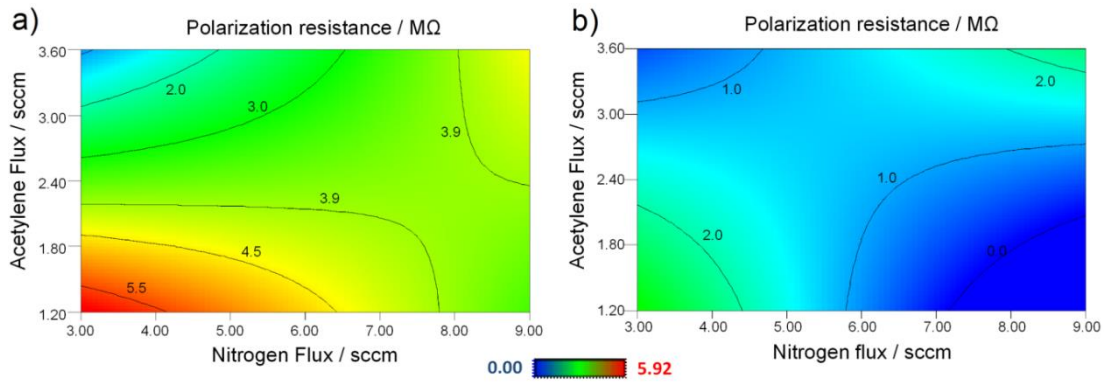 a)
Polarization resistance / MΩ
3.60
3.00
2.40
1.80
1.20
Acetylene Flux / sccm
2.0
3.0
3.9
3.9
4.5
5.5
3.00 4.00 5.00 6.00 7.00 8.00 9.00
Nitrogen Flux / sccm
b)
Polarization resistance / MΩ
3.60
3.00
2.40
1.80
1.20
Acetylene Flux / sccm
1.0
2.0
1.0
2.0
0.0
3.00 4.00 5.00 6.00 7.00 8.00 9.00
Nitrogen flux / sccm
0.00 5.92